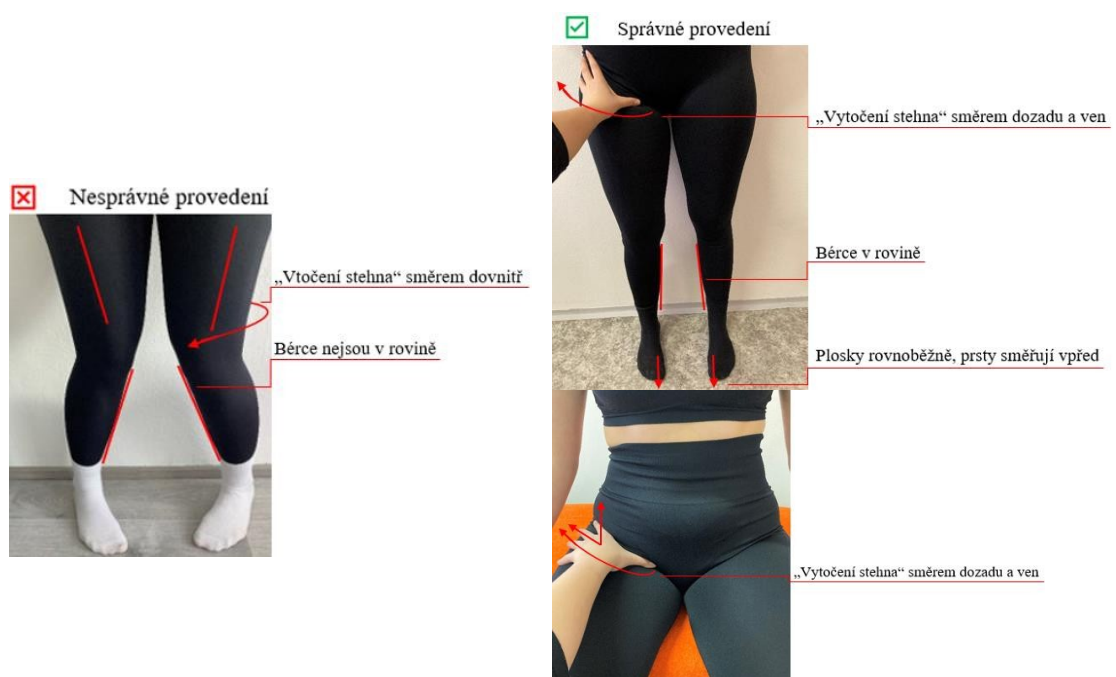 Nesprávné provedení
„Vtočení stehna“ směrem dovnitř
Bérce nejsou v rovině
Správné provedení
„Vytočení stehna“ směrem dozadu a ven
Bérce v rovině
Plosky rovnoběžně, prsty směřují vpřed
„Vytočení stehna“ směrem dozadu a ven